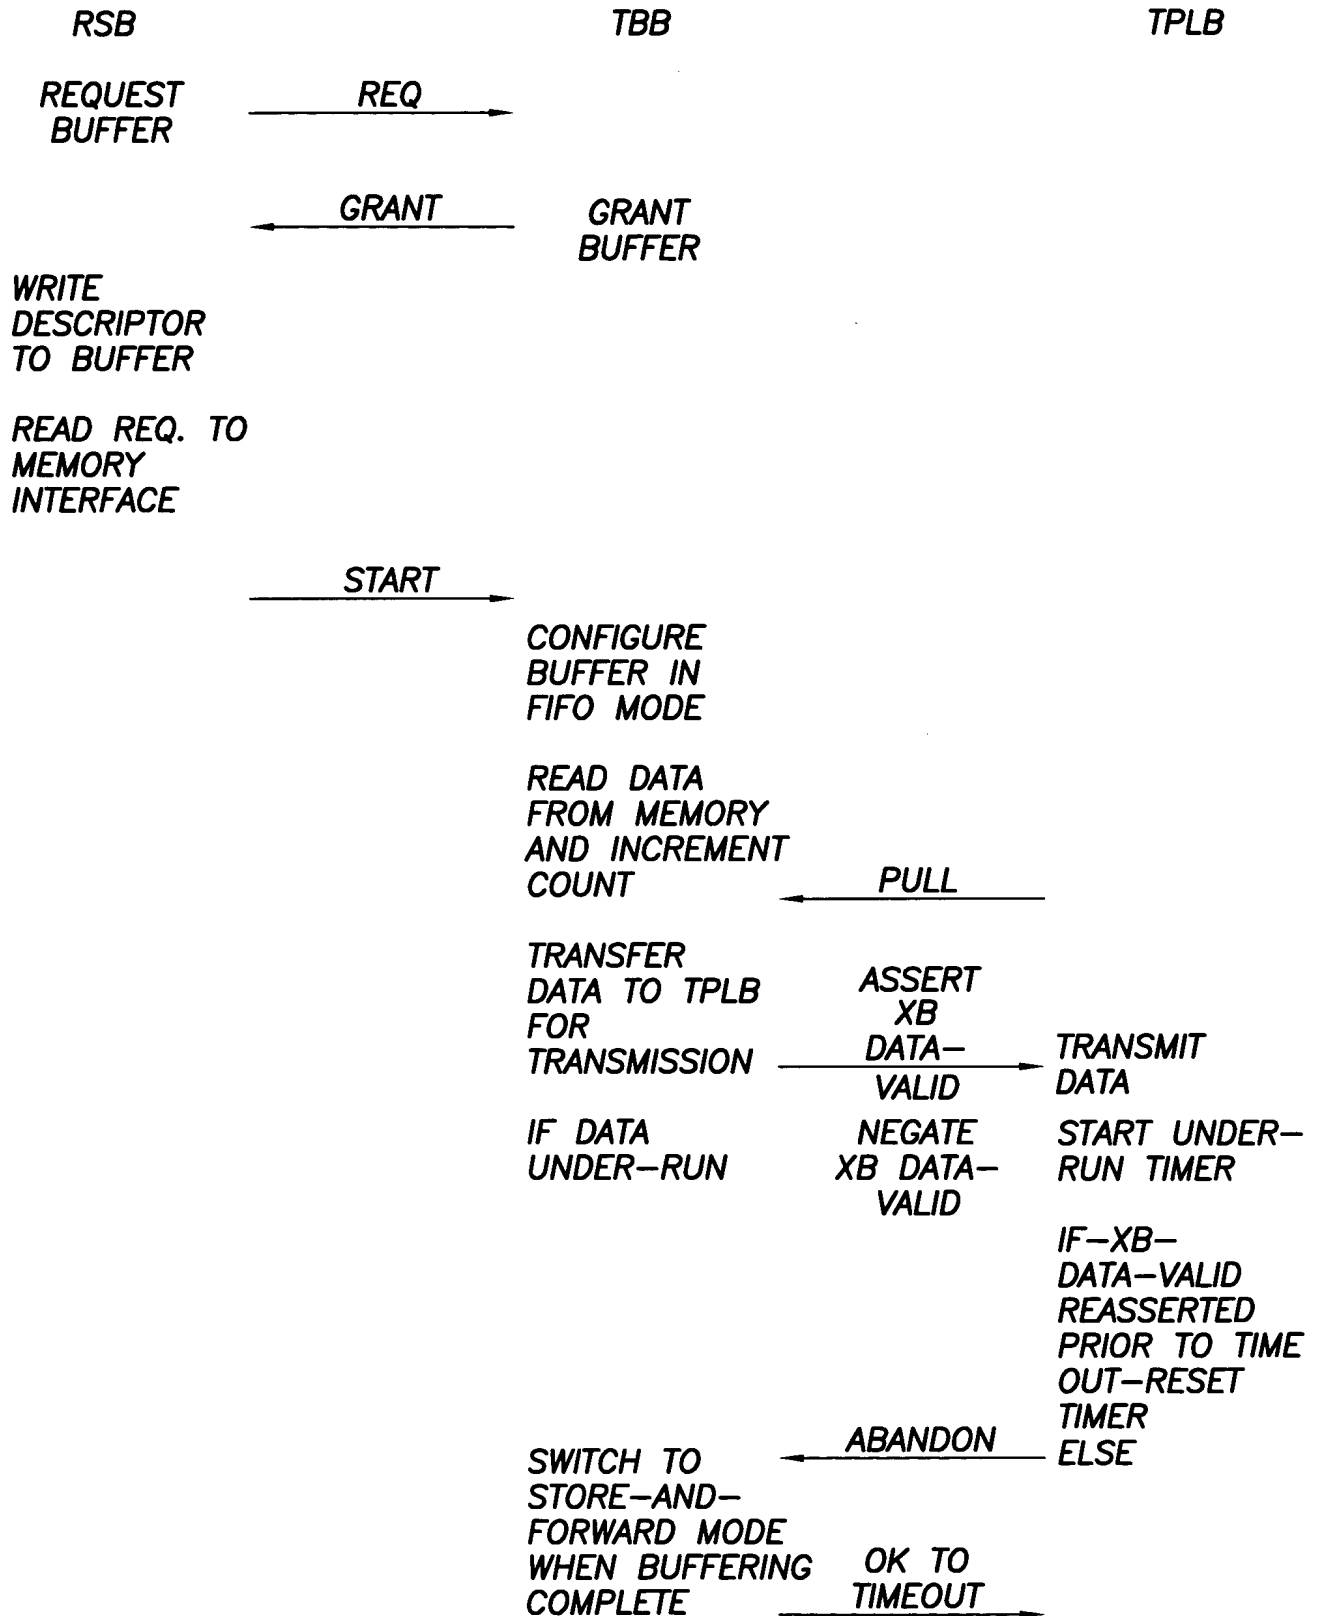 RSB TBB TPLB
REQUEST REQ
BUFFER
GRANT GRANT
BUFFER
WRITE
DESCRIPTOR
TO BUFFER
READ REQ. TO
MEMORY
INTERFACE
START
CONFIGURE
BUFFER IN
FIFO MODE
READ DATA
FROM MEMORY
AND INCREMENT
COUNT PULL
TRANSFER
DATA TO TPLB
FOR
TRANSMISSION
ASSERT
XB
DATA-
VALID
TRANSMIT
DATA
IF DATA
UNDER-RUN
NEGATE
XB DATA-
VALID
START UNDER-
RUN TIMER
IF-XB-
DATA-VALID
REASSERTED
PRIOR TO TIME
OUT-RESET
TIMER
ELSE
ABANDON
SWITCH TO
STORE-AND-
FORWARD MODE
WHEN BUFFERING
COMPLETE
OK TO
TIMEOUT